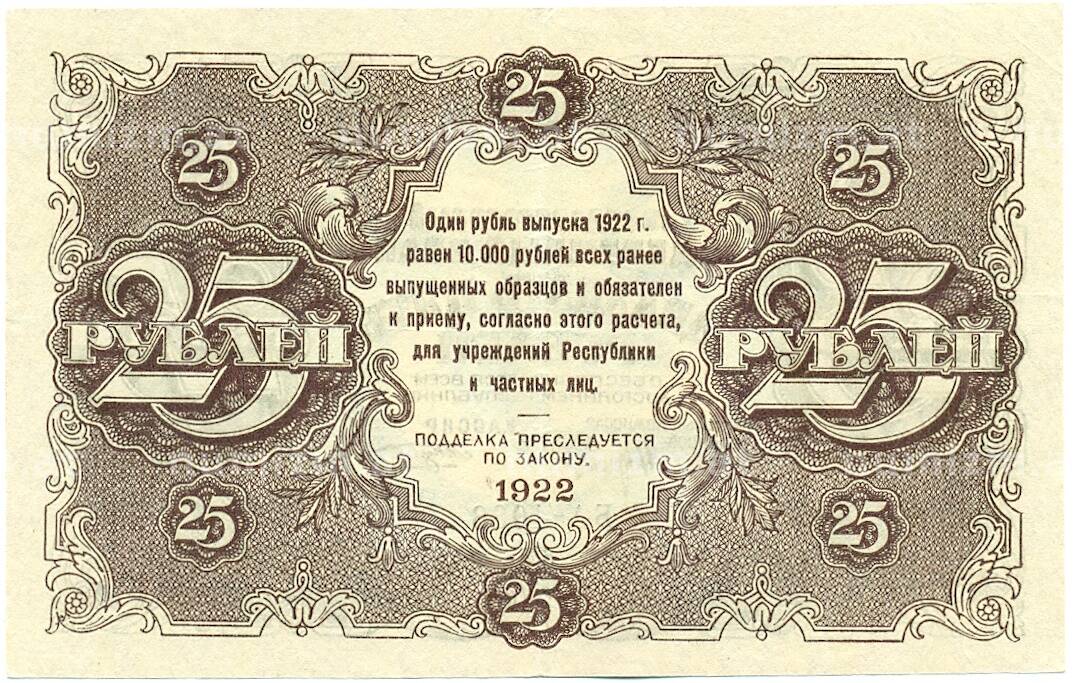 25
25
25
Один рубль выпуска 1922 г.
равен 10.000 рублей всех ранее
выпущенных образцов и обязателен
к приему, согласно этого расчета,
для учреждений Республики
и частных лиц.
25
РУБЛЕЙ
25
РУБЛЕЙ
ПОДДЕЛКА ПРЕСЛЕДУЕТСЯ
ПО ЗАКОНУ.
1922
25
25
25